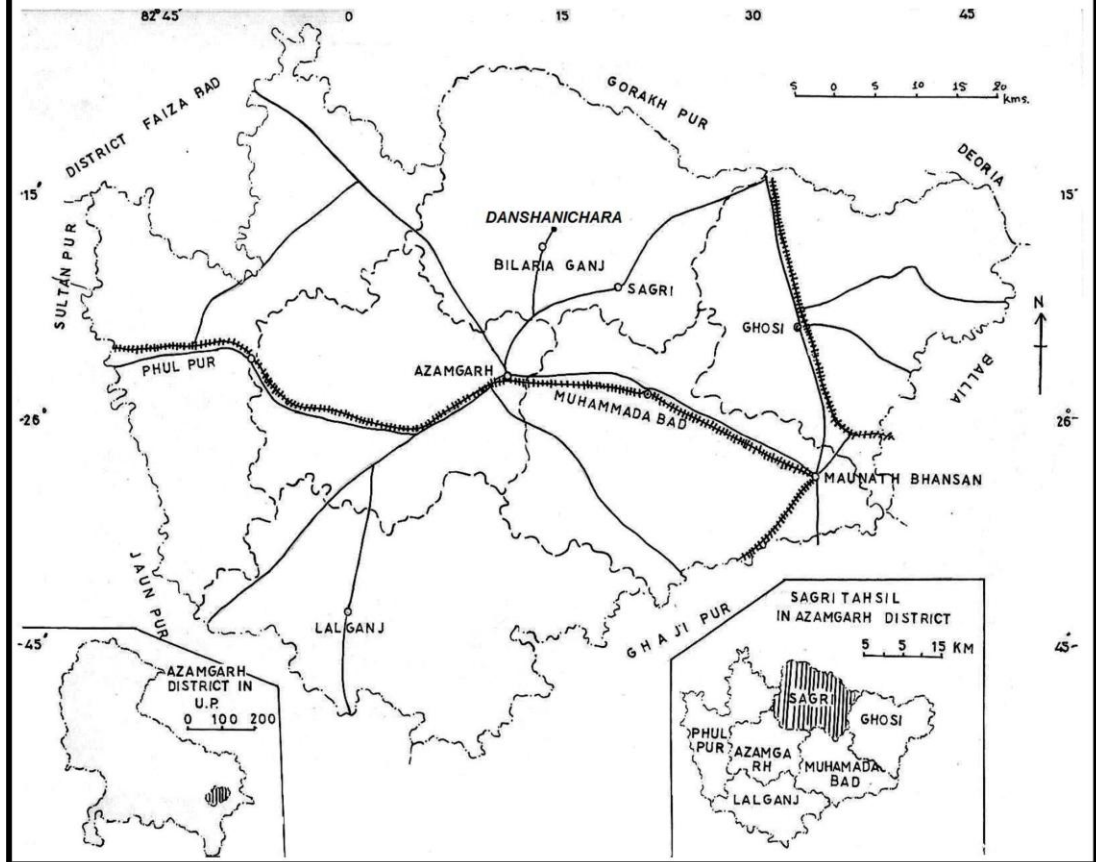 82° 45' 0 15 30 45
5 0 5 10 15 20
kms.
GORAKH PUR
DISTRICT FAIZA BAD
DEORIA
15° 15°
DANSHANICHARA
BILARIA GANJ
SAGRI
SULTAN PUR
N
GHOSI
PHUL PUR
AZAMGARH
BALLIA
MUHAMMADA BAD
26° 26°
MAUNATH BHANSAN
JAUN PUR
LALGANJ
GHAJI PUR
45° 45-
AZAMGARH
DISTRICT IN
U.P.
0 100 200
SAGRI TAHSIL
IN AZAMGARH DISTRICT
5 5 15 KM
SAGRI
GHOSI
PHUL
PUR
AZAMGA
RH
MUHAMADA
BAD
LALGANJ